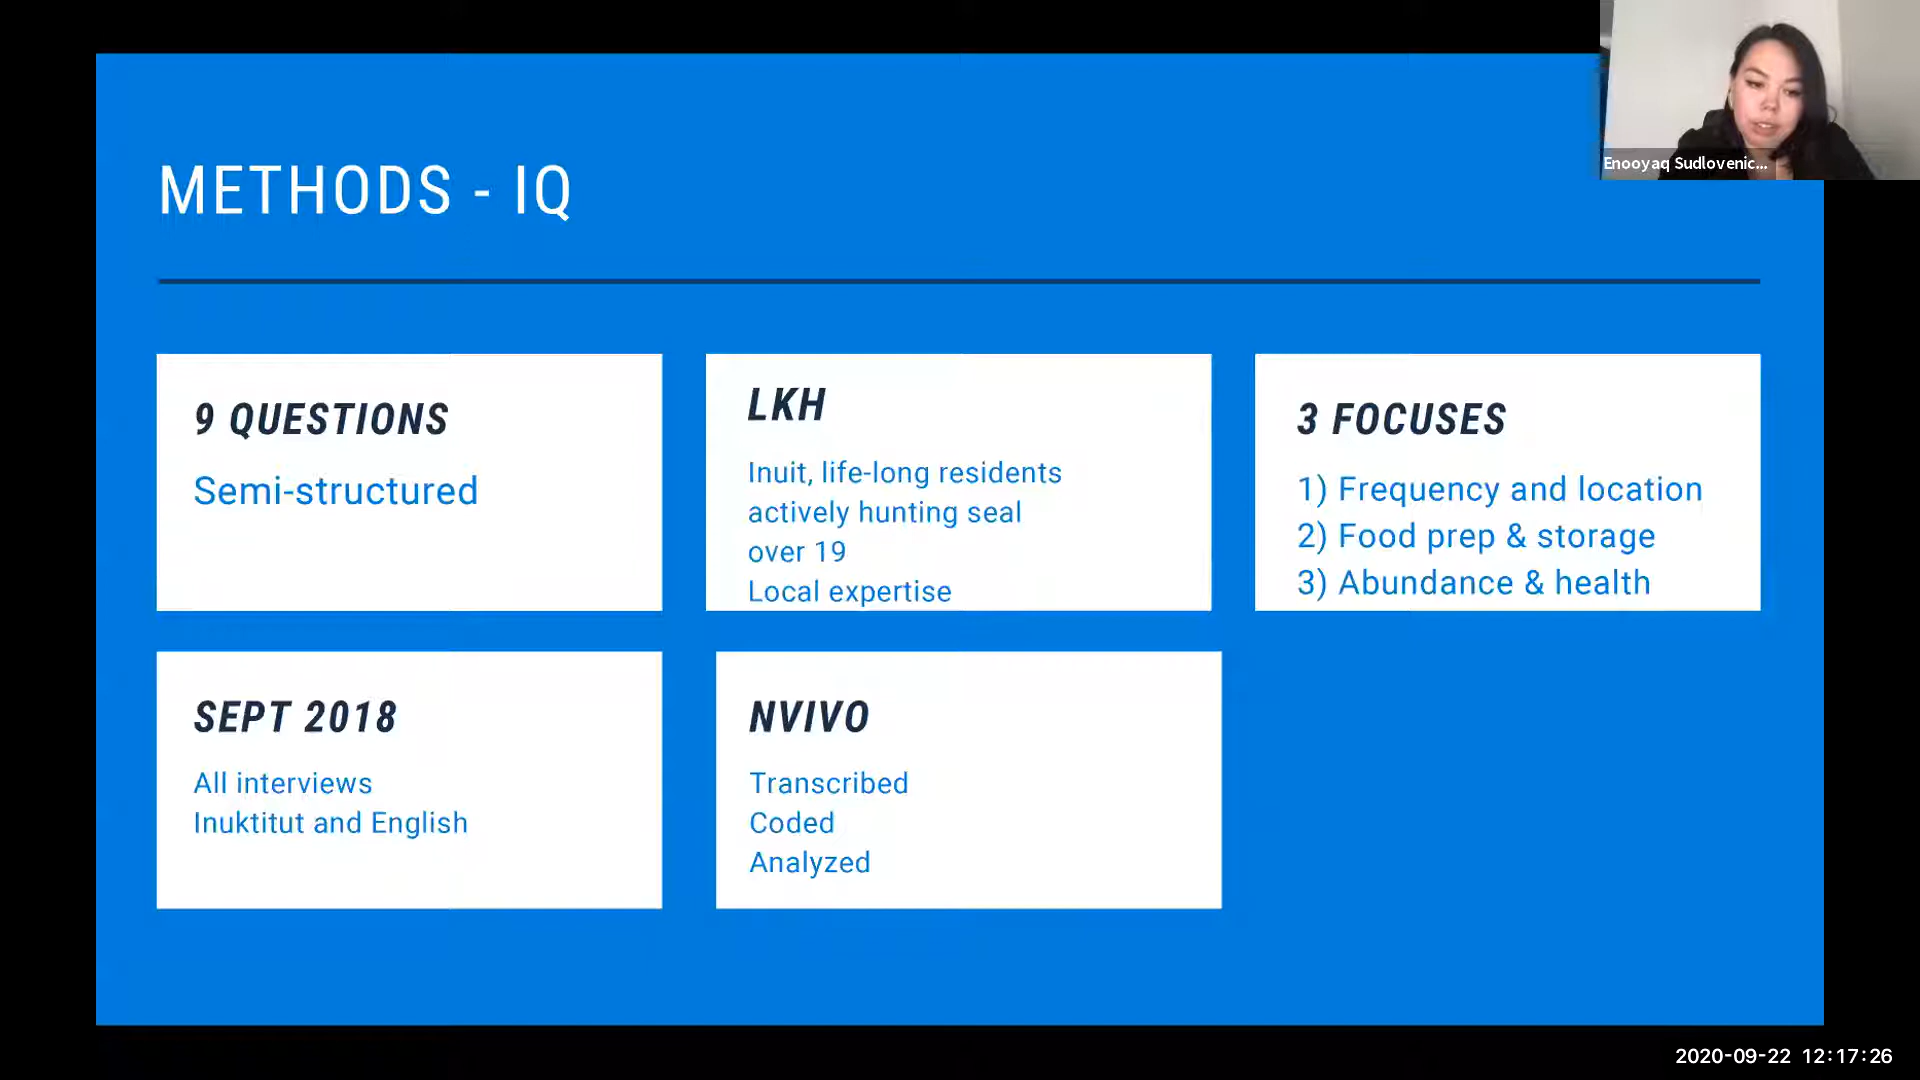 Enooyaq Sudlovenic...
METHODS - IQ
9 QUESTIONS
Semi-structured
LKH
Inuit, life-long residents
actively hunting seal
over 19
Local expertise
3 FOCUSES
1) Frequency and location
2) Food prep & storage
3) Abundance & health
SEPT 2018
All interviews
Inuktitut and English
NVIVO
Transcribed
Coded
Analyzed
2020-09-22 12:17:26